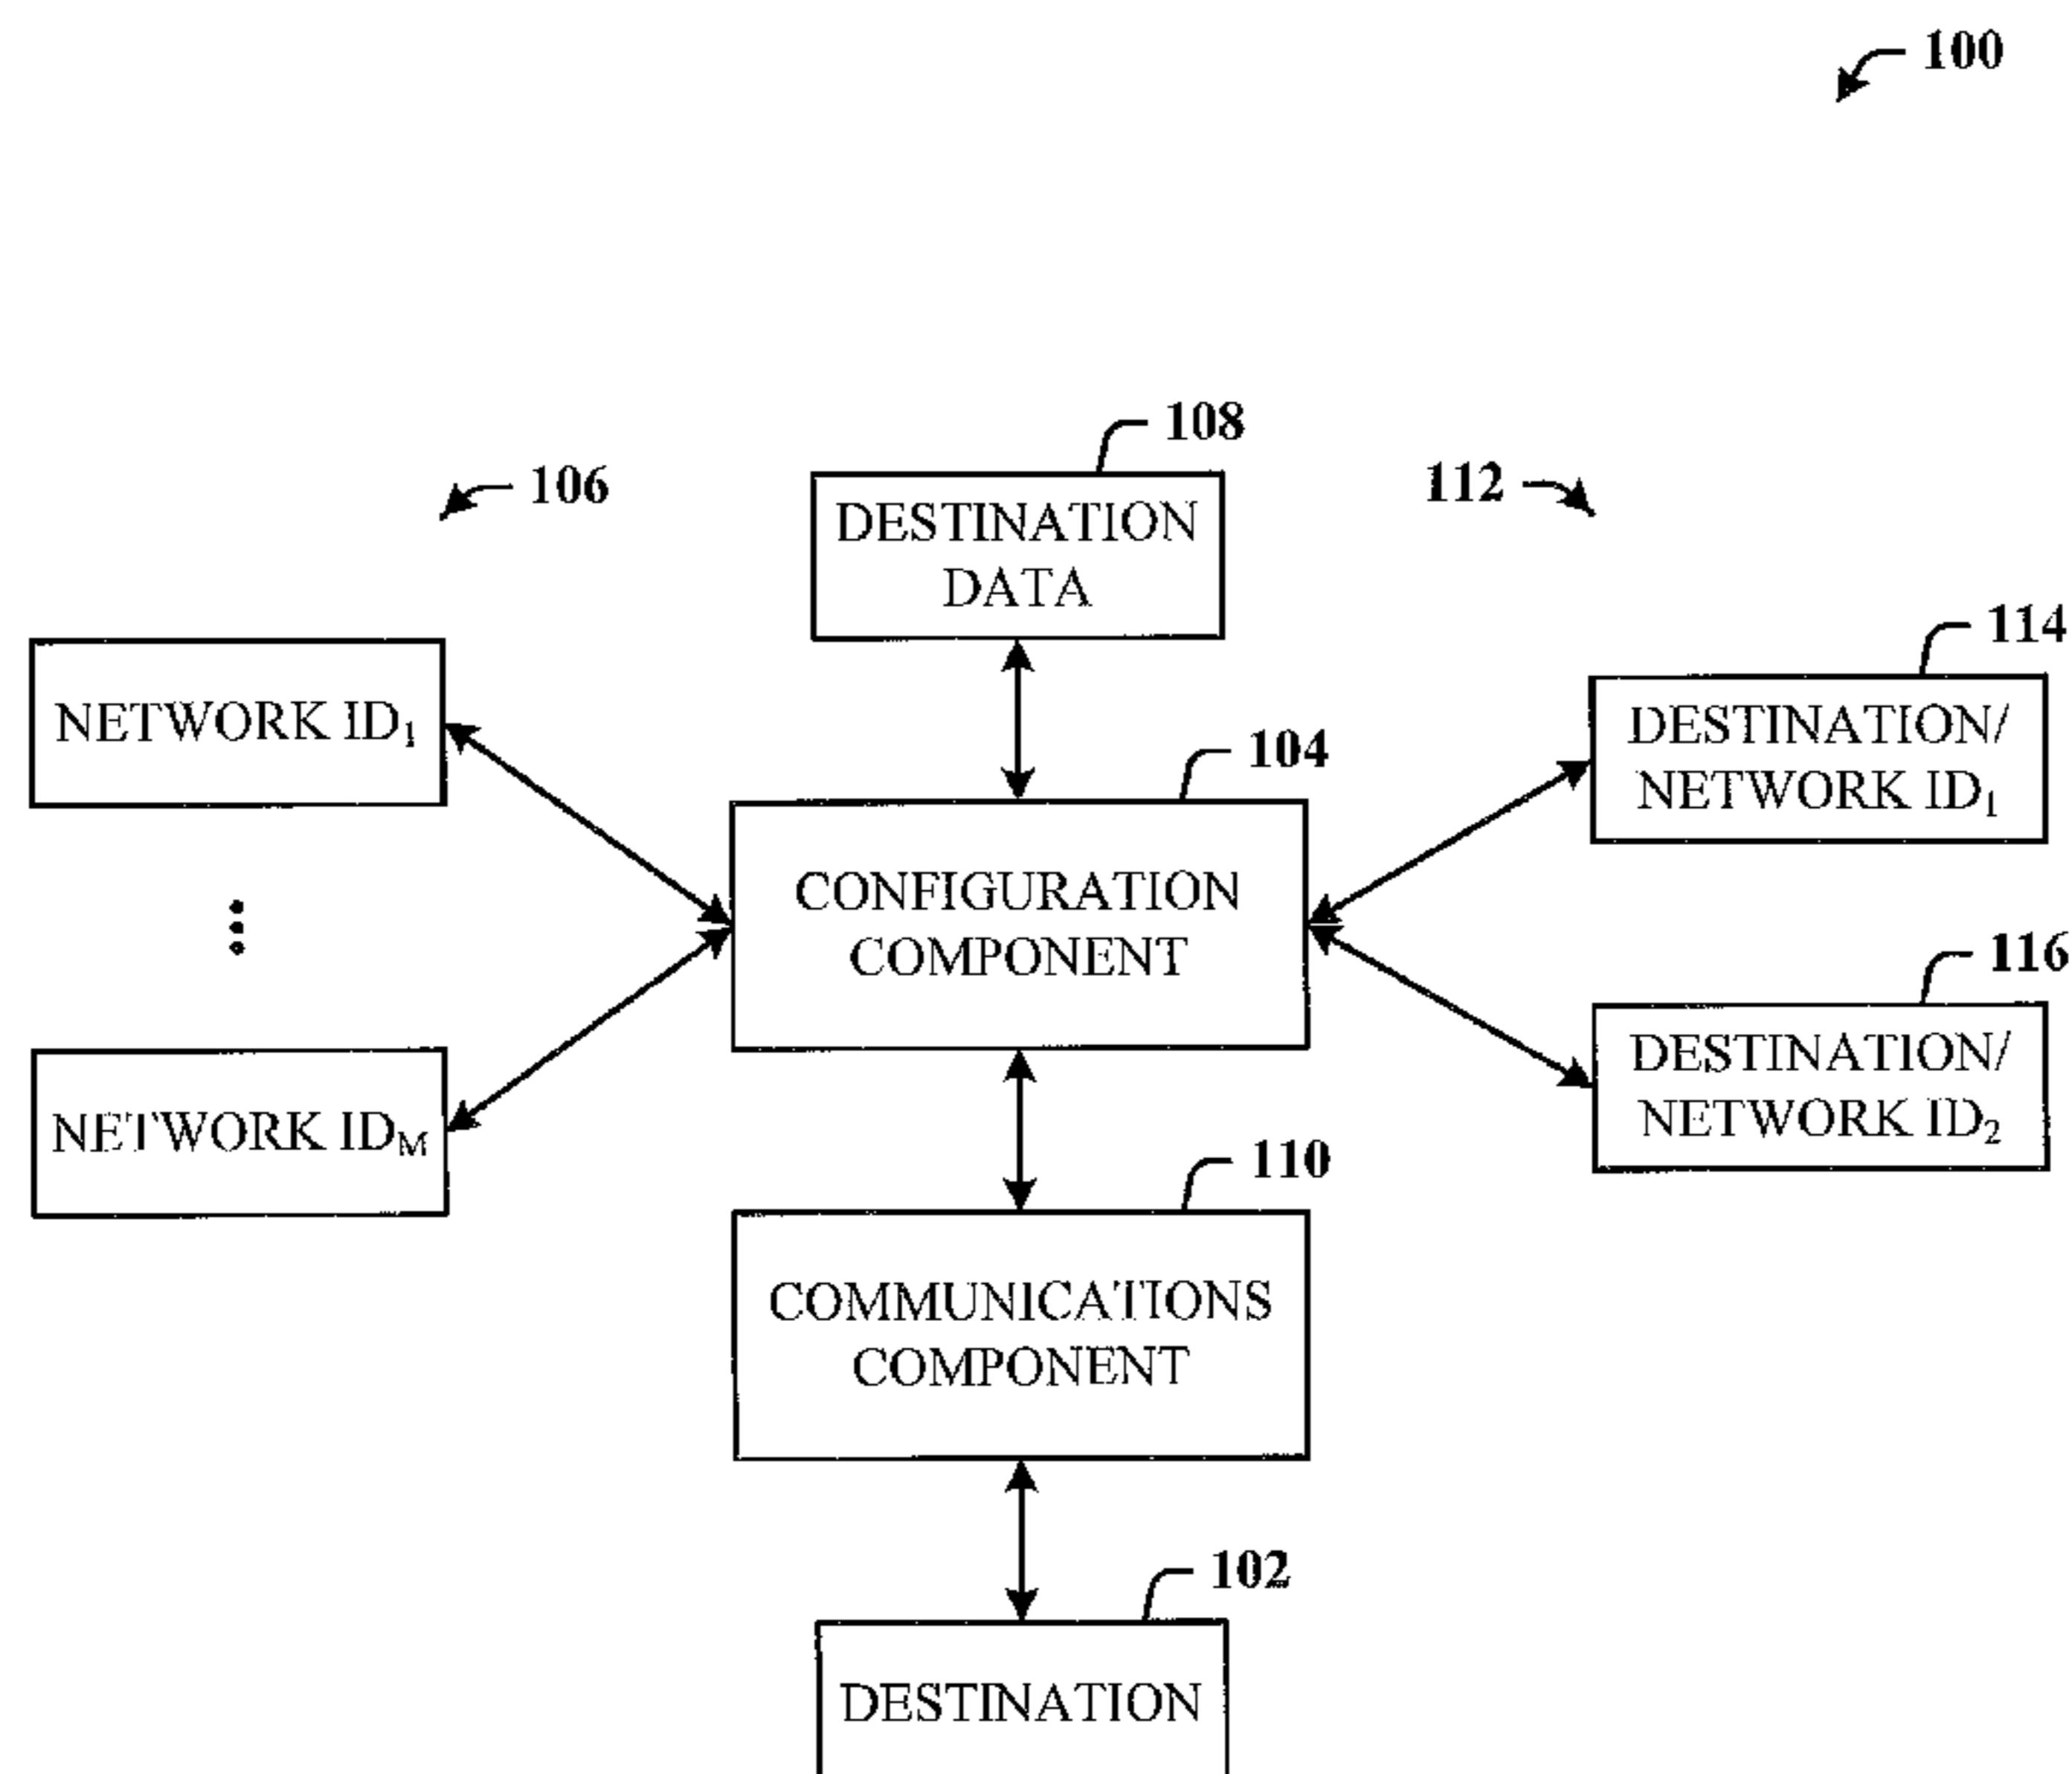 100
108
106
112
DESTINATION
DATA
114
NETWORK ID₁
DESTINATION/
NETWORK ID₁
104
CONFIGURATION
COMPONENT
116
DESTINATION/
NETWORK ID₂
NETWORK IDM
110
COMMUNICATIONS
COMPONENT
102
DESTINATION